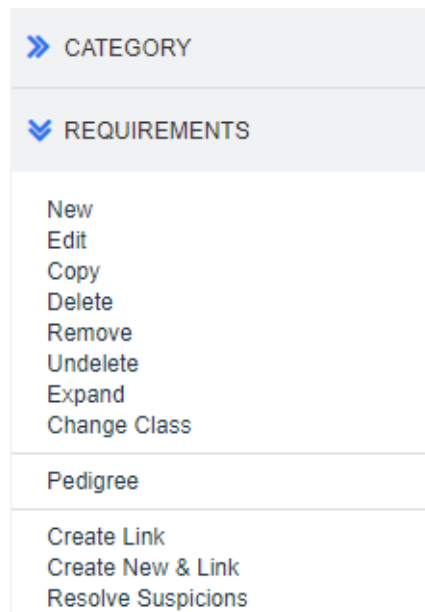 CATEGORY
REQUIREMENTS
New
Edit
Copy
Delete
Remove
Undelete
Expand
Change Class
Pedigree
Create Link
Create New & Link
Resolve Suspicions